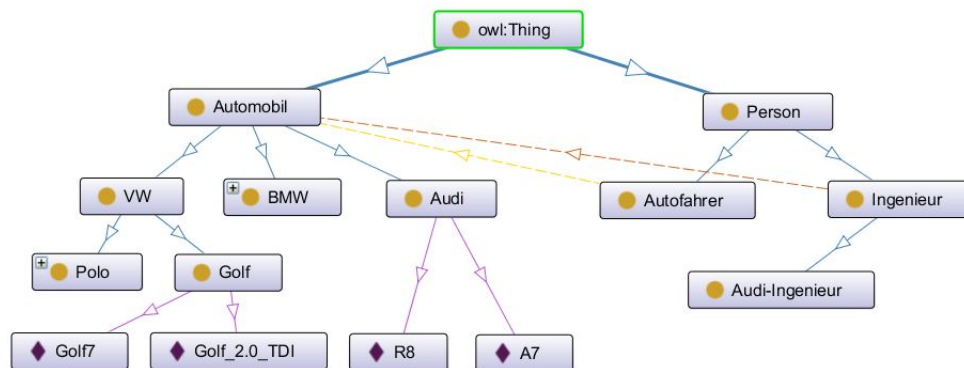 owl:Thing
Automobil
Person
VW
BMW
Audi
Autofahrer
Ingenieur
Polo
Golf
Audi-Ingenieur
Golf7
Golf_2.0_TDI
R8
A7